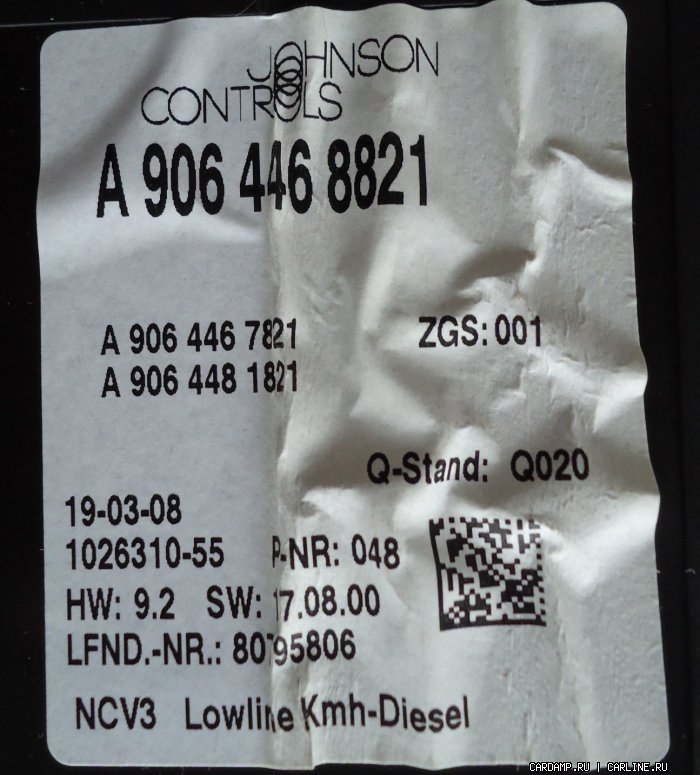 JOHNSON
CONTROLS
A 906 446 8821
A 906 446 7821 ZGS: 001
A 906 448 1821
Q-Stand: Q020
19-03-08
1026310-55 P-NR: 048
HW: 9.2 SW: 17.08.00
LFND.-NR.: 80795806
NCV3 Lowline Kmh-Diesel
CARDAMP.RU | CARLINE.RU